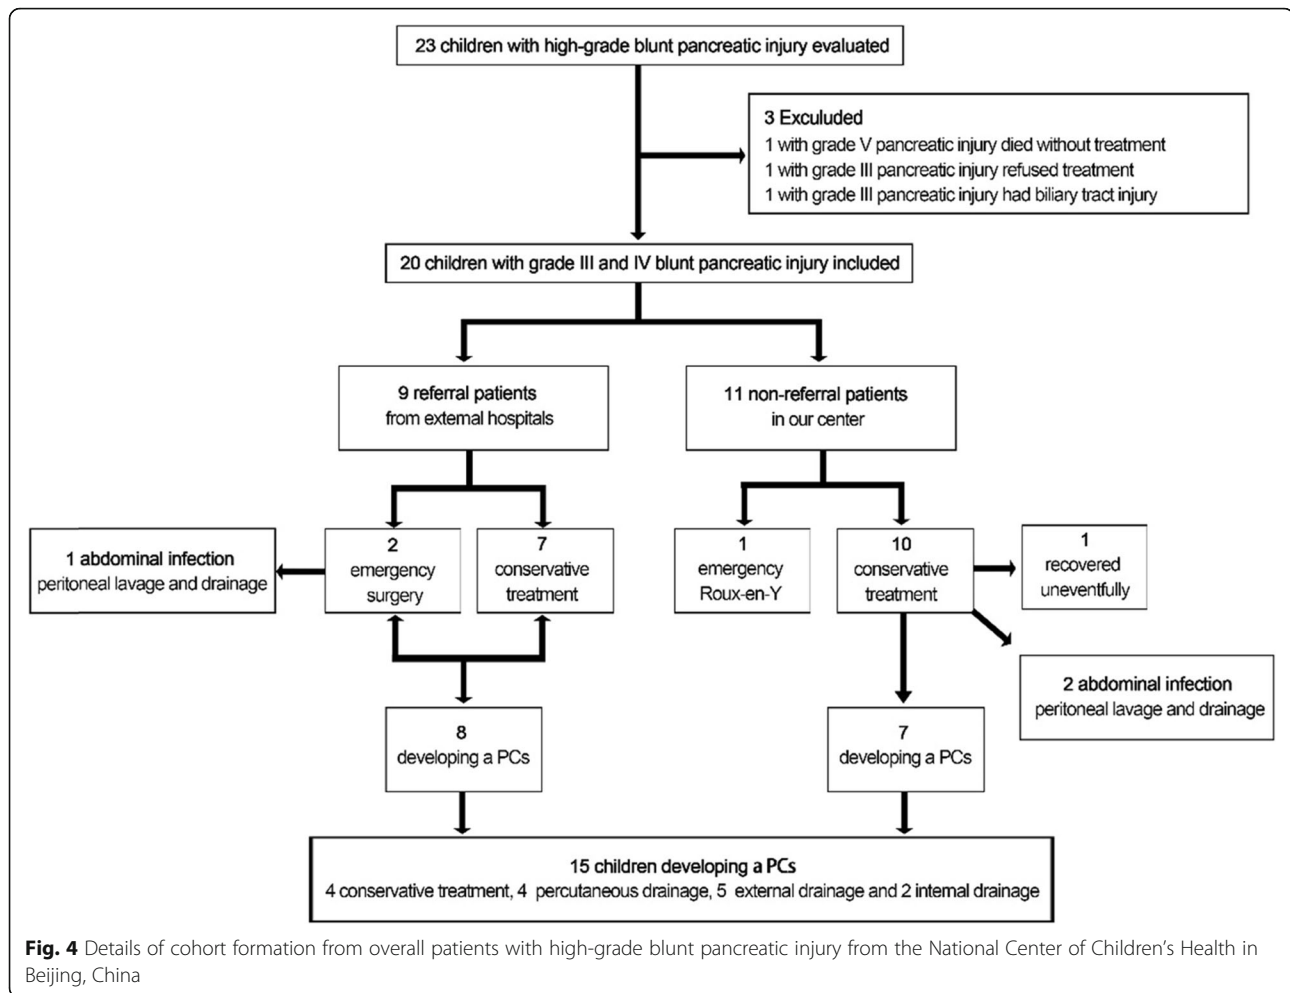 23 children with high-grade blunt pancreatic injury evaluated
3 Exculuded
1 with grade V pancreatic injury died without treatment
1 with grade III pancreatic injury refused treatment
1 with grade III pancreatic injury had biliary tract injury
20 children with grade III and IV blunt pancreatic injury included
9 referral patients
from external hospitals
11 non-referral patients
in our center
1 abdominal infection
peritoneal lavage and drainage
2
emergency
surgery
7
conservative
treatment
1
emergency
Roux-en-Y
10
conservative
treatment
1
recovered
uneventfully
2 abdominal infection
peritoneal lavage and drainage
8
developing a PCs
7
developing a PCs
15 children developing a PCs
4 conservative treatment, 4 percutaneous drainage, 5 external drainage and 2 internal drainage
Fig. 4 Details of cohort formation from overall patients with high-grade blunt pancreatic injury from the National Center of Children's Health in
Beijing, China